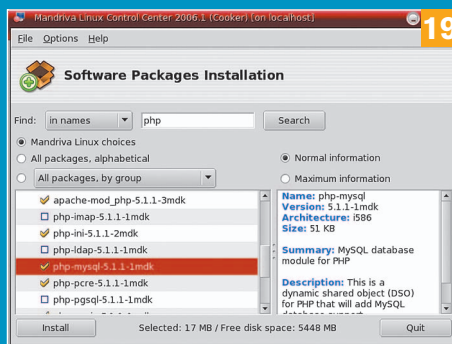 Mandriva Linux Control Center 2006.1 (Cooker) [on localhost]
19
File Options Help
Software Packages Installation
Find: in names php Search
Mandriva Linux choices
All packages, alphabetical
All packages, by group
Normal information
Maximum information
apache-mod_php-5.1.1-3mdk
php-imap-5.1.1-1mdk
php-ini-5.1.1-2mdk
php-ldap-5.1.1-1mdk
php-mysql-5.1.1-1mdk
php-pcre-5.1.1-1mdk
php-pgsql-5.1.1-1mdk
Name: php-mysql
Version: 5.1.1-1mdk
Architecture: i586
Size: 51 KB
Summary: MySQL database
module for PHP
Description: This is a
dynamic shared object (DSO)
for PHP that will add MySQL
database support.
Install Selected: 17 MB / Free disk space: 5448 MB Quit